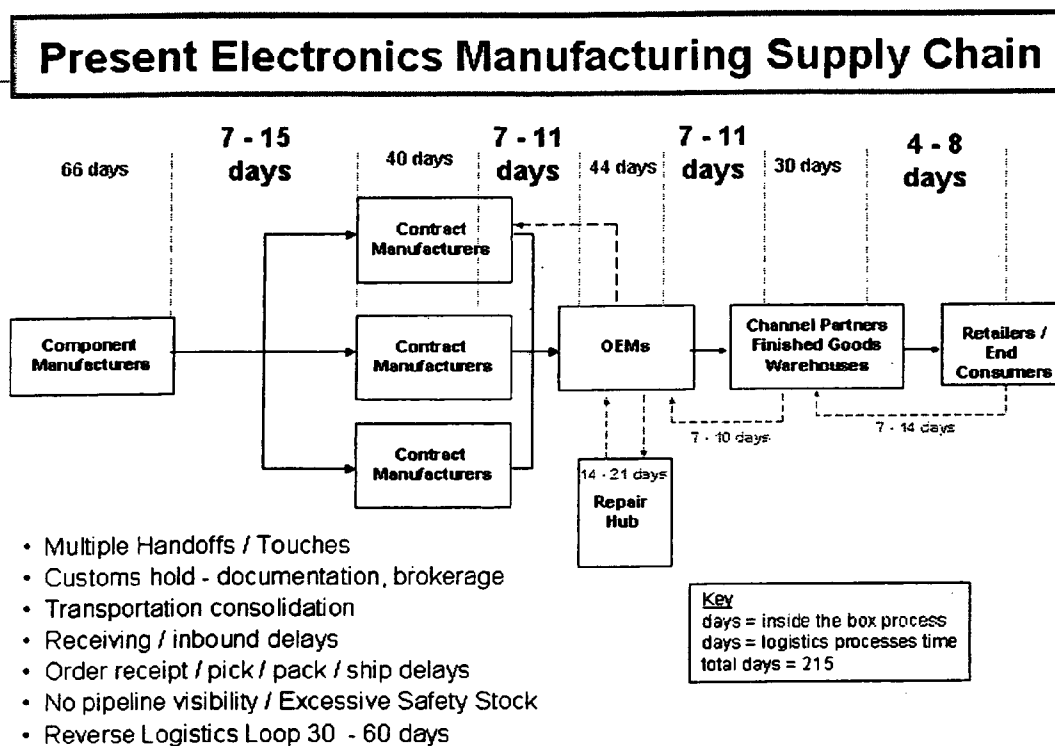 Present Electronics Manufacturing Supply Chain
66 days
7 - 15
days
40 days
7 - 11
days
44 days
7 - 11
days
30 days
4 - 8
days
Contract
Manufacturers
Component
Manufacturers
Contract
Manufacturers
OEMs
Channel Partners
Finished Goods
Warehouses
Retailers /
End
Consumers
7 - 10 days
7 - 14 days
Contract
Manufacturers
14 - 21 days
Repair
Hub
• Multiple Handoffs / Touches
• Customs hold - documentation, brokerage
• Transportation consolidation
• Receiving / inbound delays
• Order receipt / pick / pack / ship delays
• No pipeline visibility / Excessive Safety Stock
• Reverse Logistics Loop 30 - 60 days
Key
days = inside the box process
days = logistics processes time
total days = 215